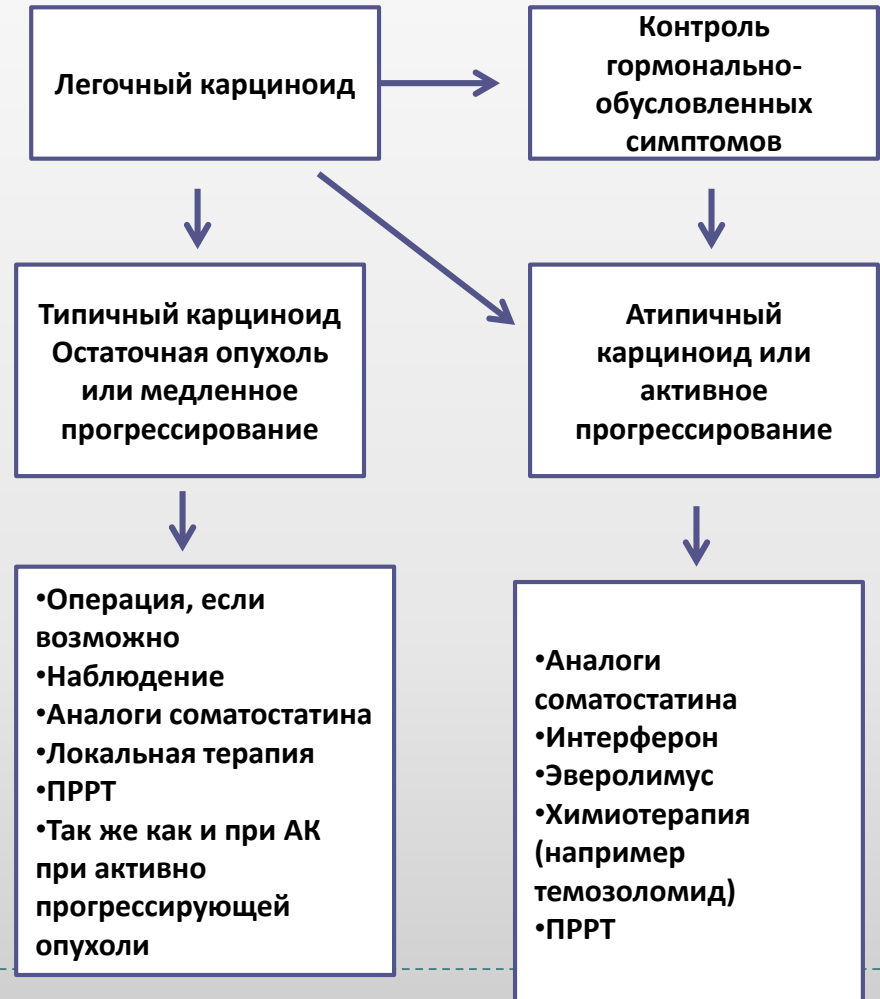 Легочный карциноид
Контроль
гормонально-
обусловленных
симптомов
Типичный карциноид
Остаточная опухоль
или медленное
прогрессирование
Атипичный
карциноид или
активное
прогрессирование
•Операция, если
возможно
•Наблюдение
•Аналоги соматостатина
•Локальная терапия
•ПРРТ
•Так же как и при АК
при активно
прогрессирующей
опухоли
•Аналоги
соматостатина
•Интерферон
•Эверолимус
•Химиотерапия
(например
темозоломид)
•ПРРТ